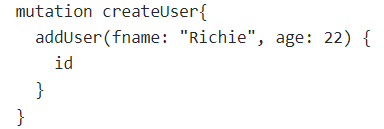 mutation createUser{
  addUser(fname: "Richie", age: 22) {
    id
  }
}